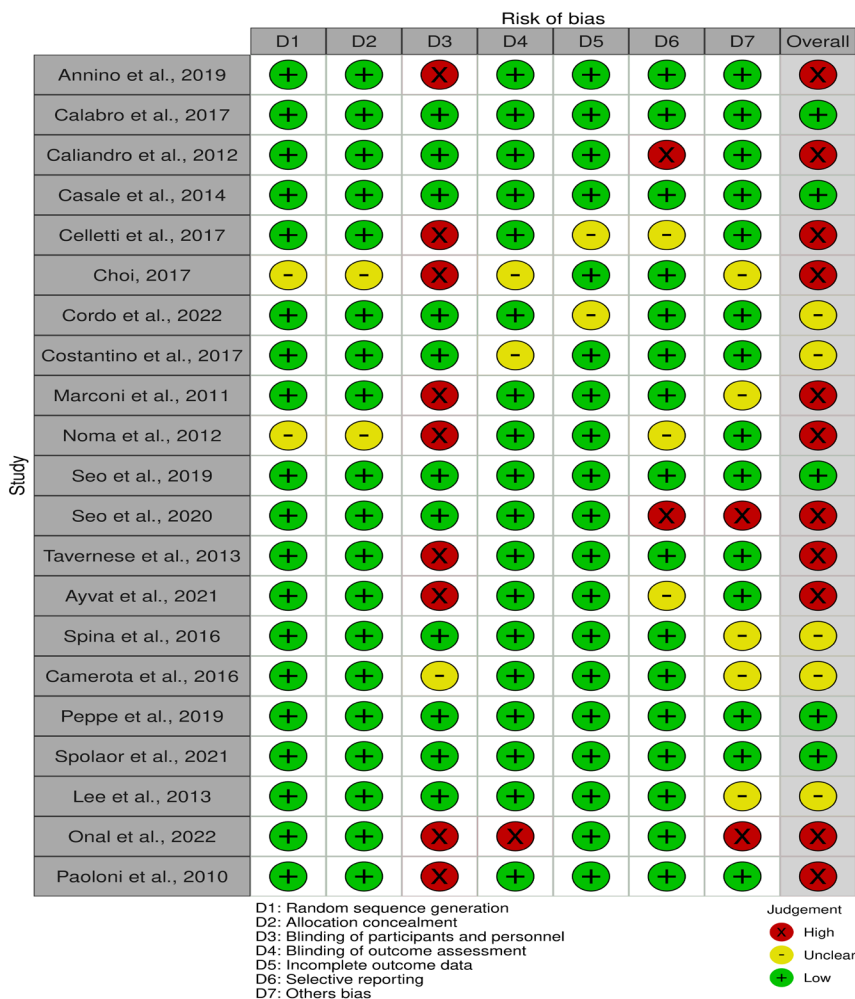 Risk of bias
D1 D2 D3 D4 D5 D6 D7 Overall
Annino et al., 2019 + + X + + + + X
Calabro et al., 2017 + + + + + + + +
Caliandro et al., 2012 + + + + + X + X
Casale et al., 2014 + + + + + + + +
Celletti et al., 2017 + + X + - - + X
Choi, 2017 - - X - + + - X
Cordo et al., 2022 + + + + - + + -
Costantino et al., 2017 + + + - + + + -
Marconi et al., 2011 + + X + + + - X
Noma et al., 2012 - - X + + - + X
Seo et al., 2019 + + + + + + + +
Seo et al., 2020 + + + + + X X X
Tavernese et al., 2013 + + X + + + + X
Ayvat et al., 2021 + + X + + - + X
Spina et al., 2016 + + + + + + - -
Camerota et al., 2016 + + - + + + - -
Peppe et al., 2019 + + + + + + + +
Spolaor et al., 2021 + + + + + + + +
Lee et al., 2013 + + + + + + - -
Onal et al., 2022 + + X X + + X X
Paoloni et al., 2010 + + X + + + + X
Study
D1: Random sequence generation
D2: Allocation concealment
D3: Blinding of participants and personnel
D4: Blinding of outcome assessment
D5: Incomplete outcome data
D6: Selective reporting
D7: Others bias
Judgement
X High
- Unclear
+ Low